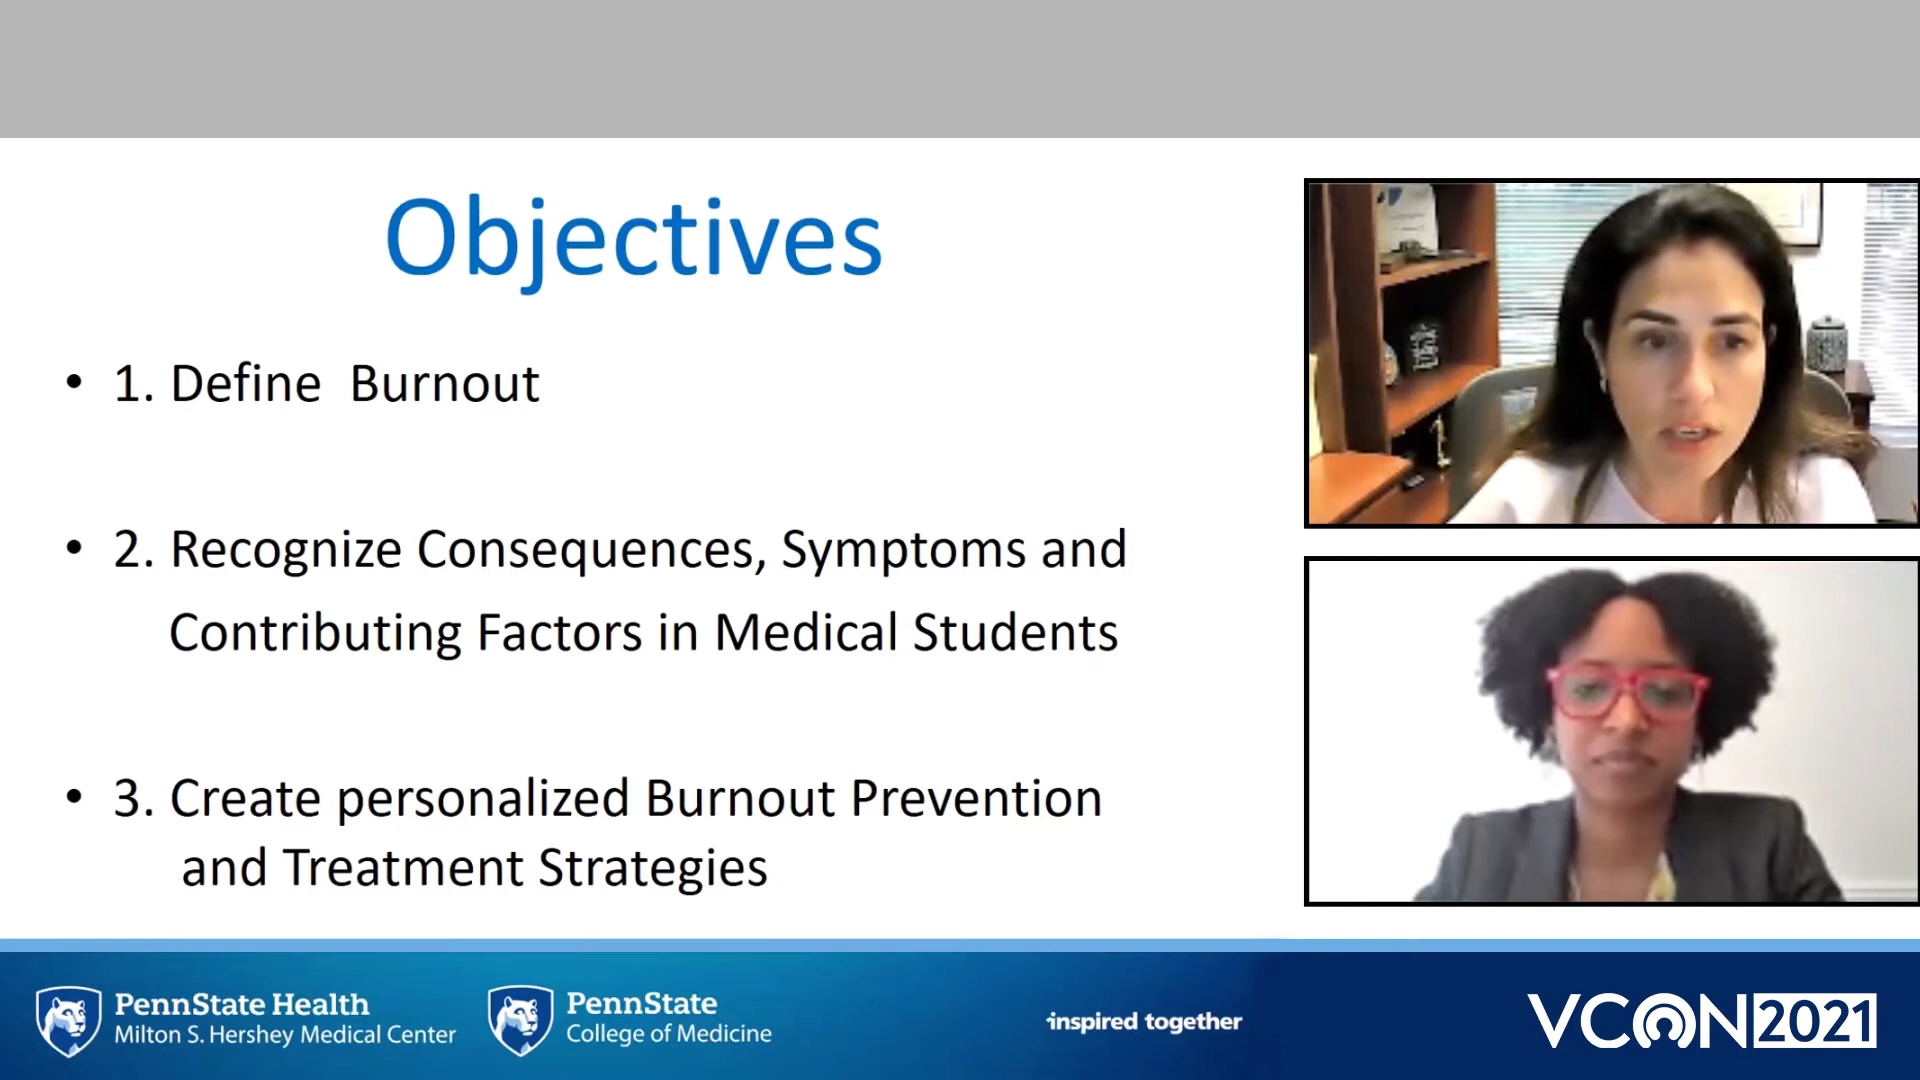 Objectives
• 1. Define Burnout
• 2. Recognize Consequences, Symptoms and
Contributing Factors in Medical Students
• 3. Create personalized Burnout Prevention
and Treatment Strategies
PennState Health
Milton S. Hershey Medical Center
PennState
College of Medicine
inspired together
VCON2021